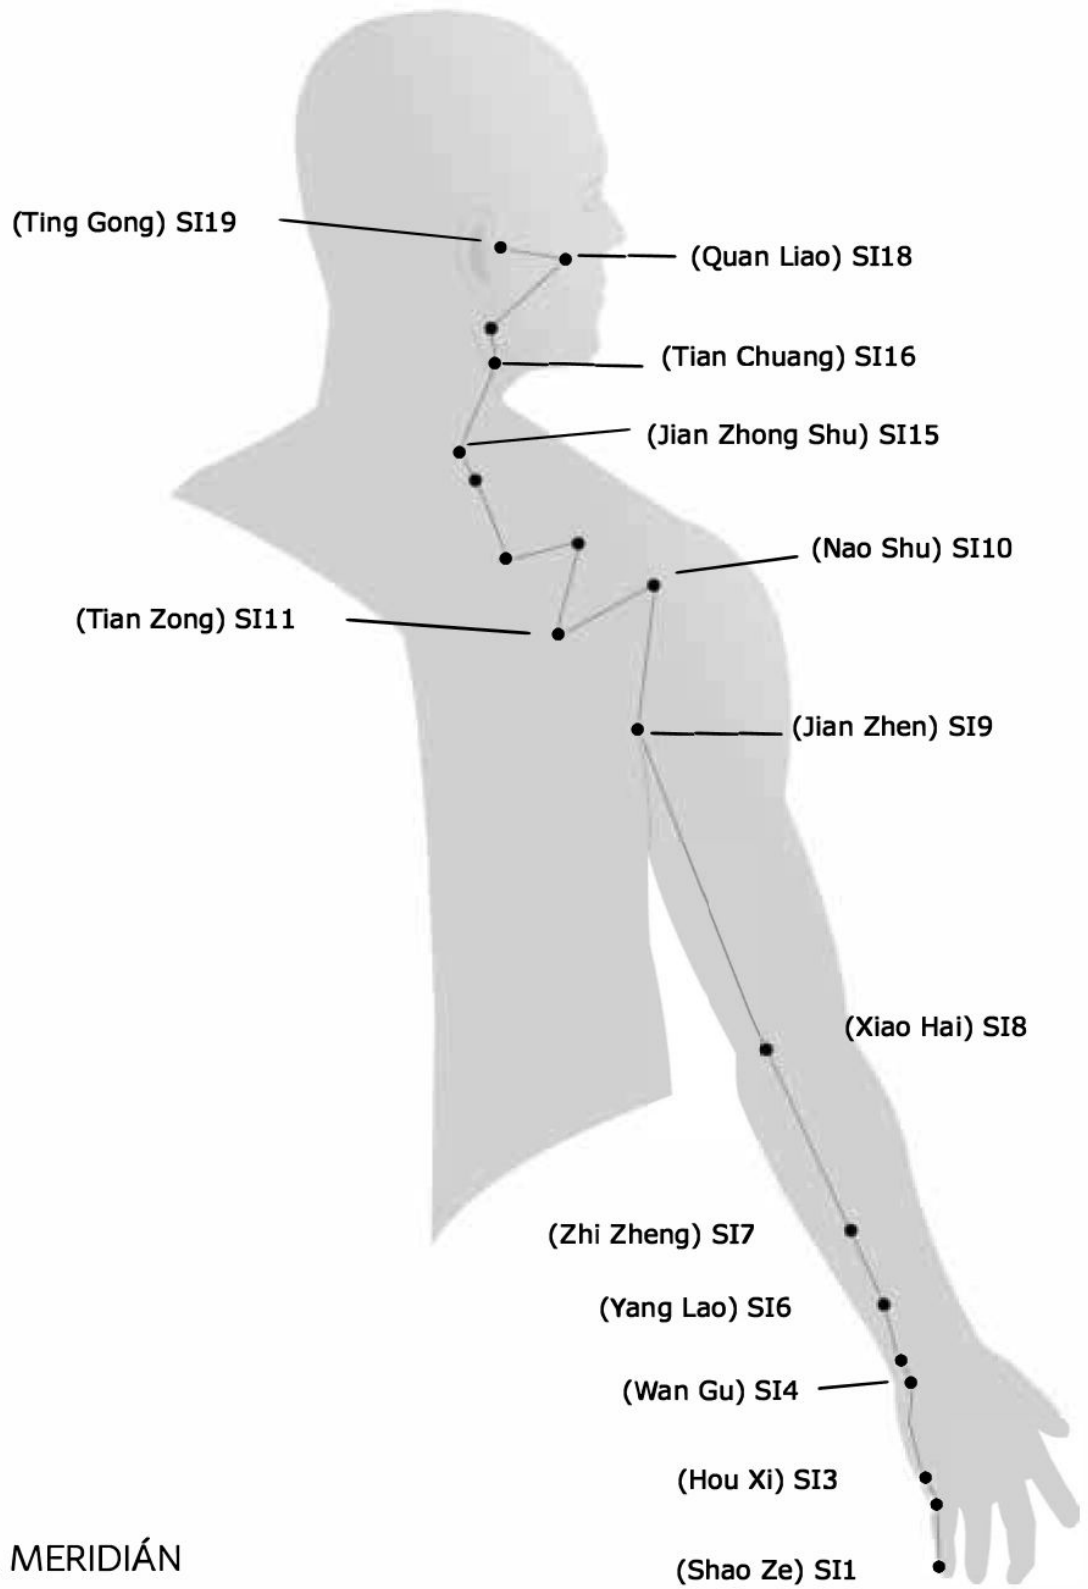 (Ting Gong) SI19
(Quan Liao) SI18
(Tian Chuang) SI16
(Jian Zhong Shu) SI15
(Nao Shu) SI10
(Tian Zong) SI11
(Jian Zhen) SI9
(Xiao Hai) SI8
(Zhi Zheng) SI7
(Yang Lao) SI6
(Wan Gu) SI4
(Hou Xi) SI3
MERIDIÁN
(Shao Ze) SI1